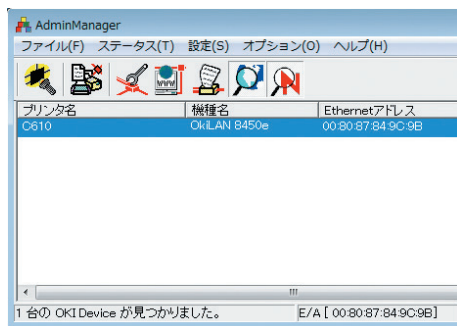 AdminManager
ファイル(F) ステータス(T) 設定(S) オプション(O) ヘルプ(H)
プリンタ名 機種名 Ethernetアドレス
C610 OkiLAN 8450e 00:80:87:84:9C:9B
1 台の OKI Device が見つかりました。 E/A [ 00:80:87:84:9C:9B]